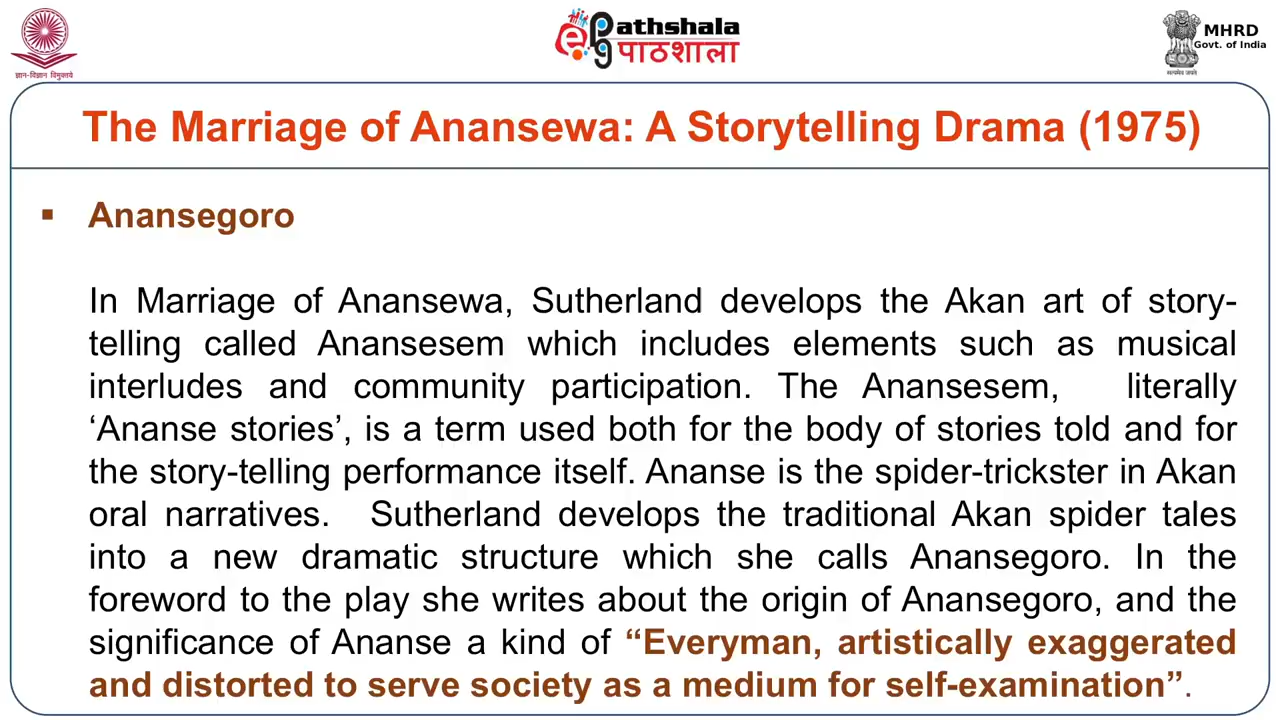 ज्ञान-विज्ञान विमुक्तये
ePathshala
पाठशाला
MHRD
Govt. of India
सत्यमेव जयते
The Marriage of Anansewa: A Storytelling Drama (1975)
▪ Anansegoro
In Marriage of Anansewa, Sutherland develops the Akan art of story-
telling called Anansesem which includes elements such as musical
interludes and community participation. The Anansesem, literally
‘Ananse stories’, is a term used both for the body of stories told and for
the story-telling performance itself. Ananse is the spider-trickster in Akan
oral narratives. Sutherland develops the traditional Akan spider tales
into a new dramatic structure which she calls Anansegoro. In the
foreword to the play she writes about the origin of Anansegoro, and the
significance of Ananse a kind of “Everyman, artistically exaggerated
and distorted to serve society as a medium for self-examination”.